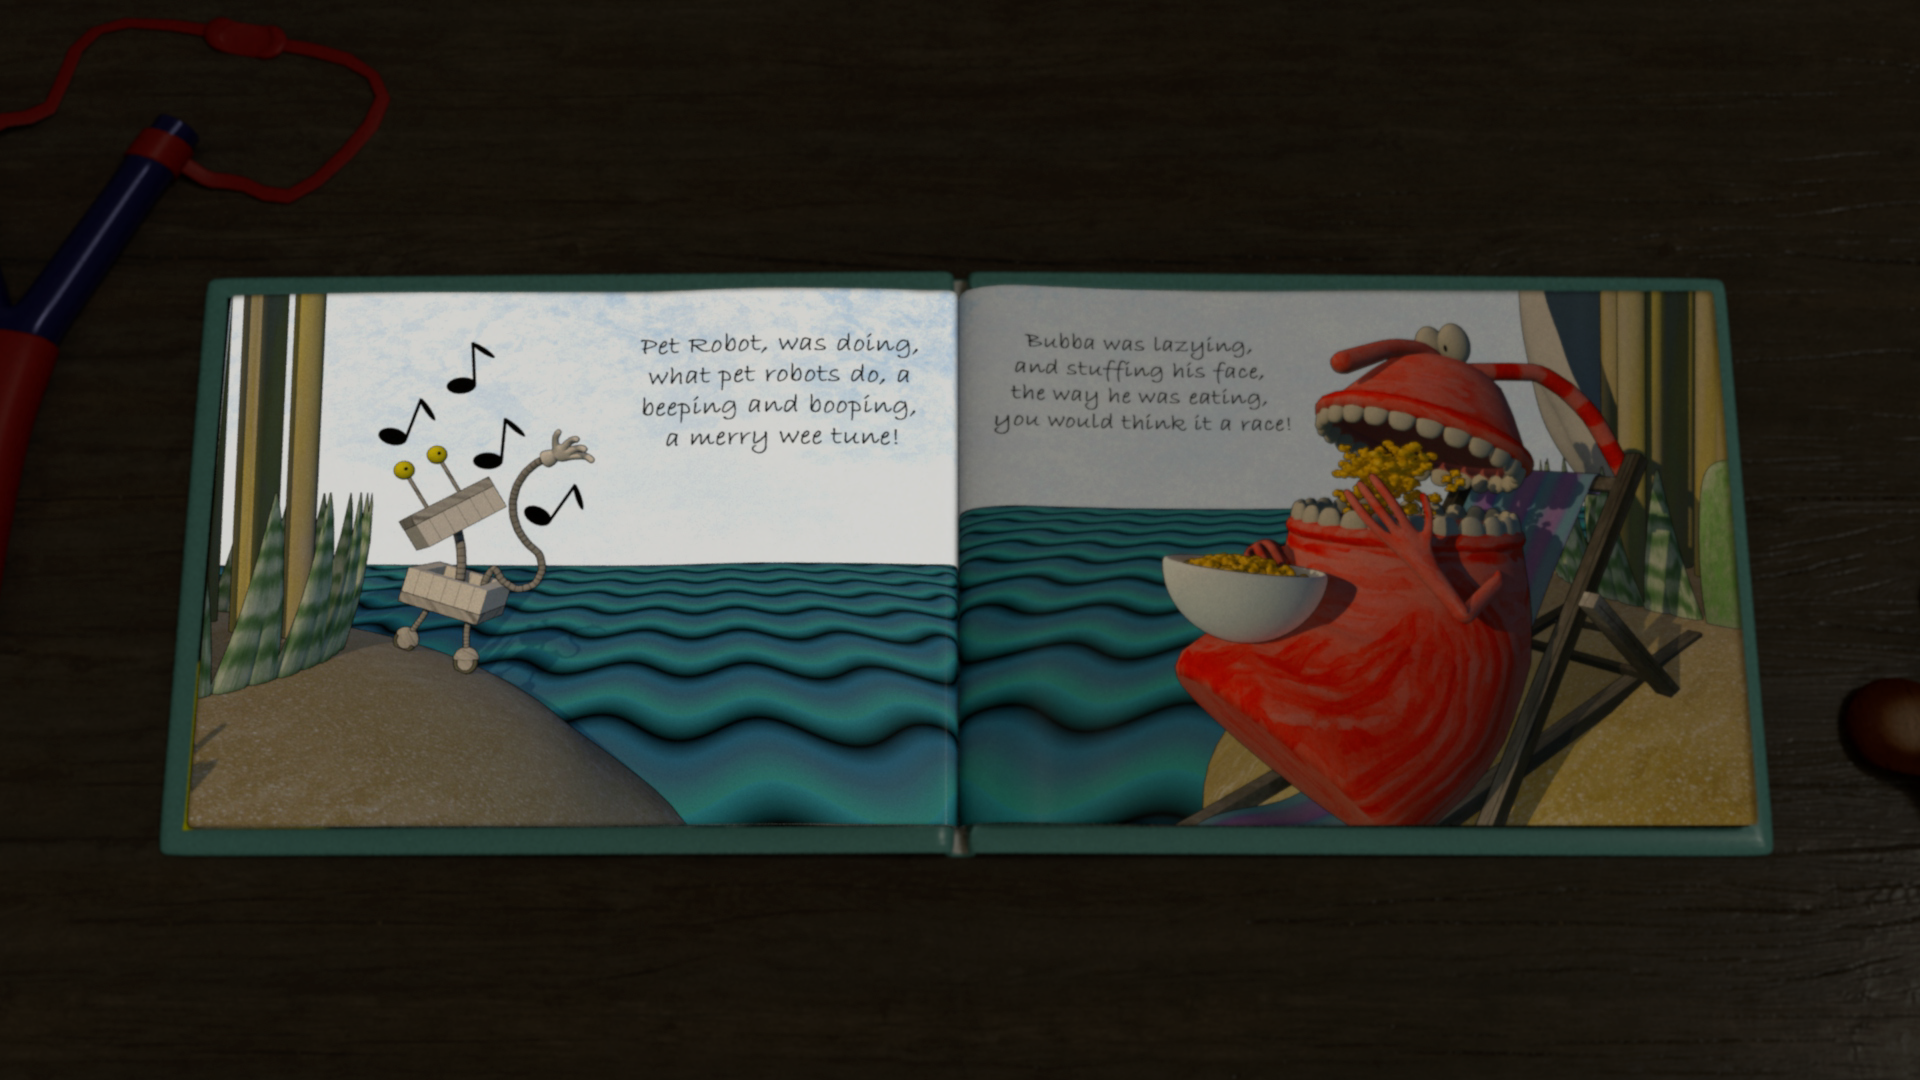 Pet Robot, was doing,
what pet robots do, a
beeping and booping,
a merry wee tune!
Bubba was lazying,
and stuffing his face,
the way he was eating,
you would think it a race!